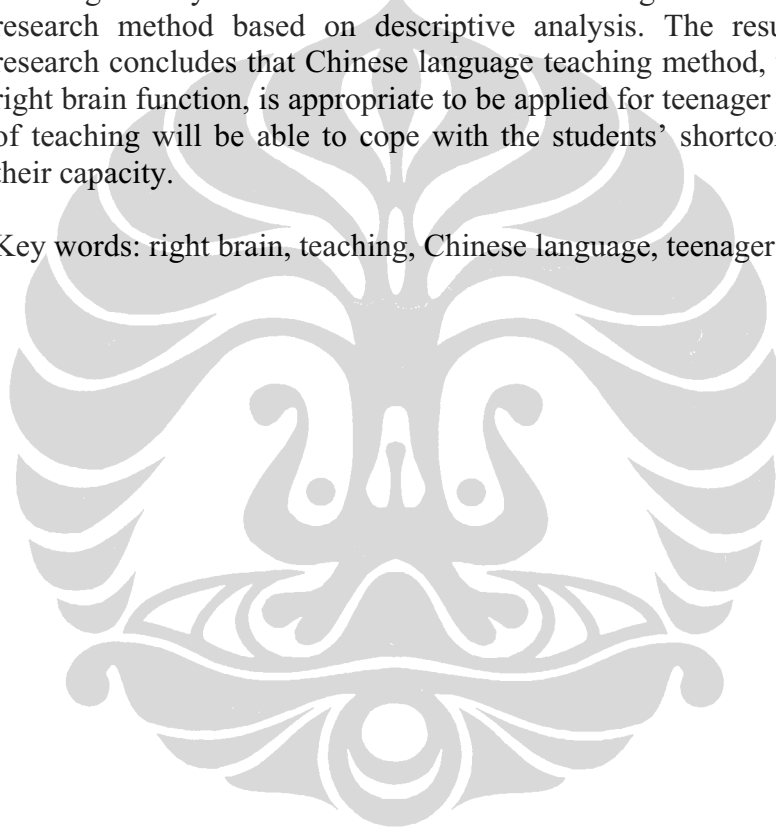 research method based on descriptive analysis. The resu
research concludes that Chinese language teaching method,
right brain function, is appropriate to be applied for teenager
of teaching will be able to cope with the students’ shortcor
their capacity.
Key words: right brain, teaching, Chinese language, teenager